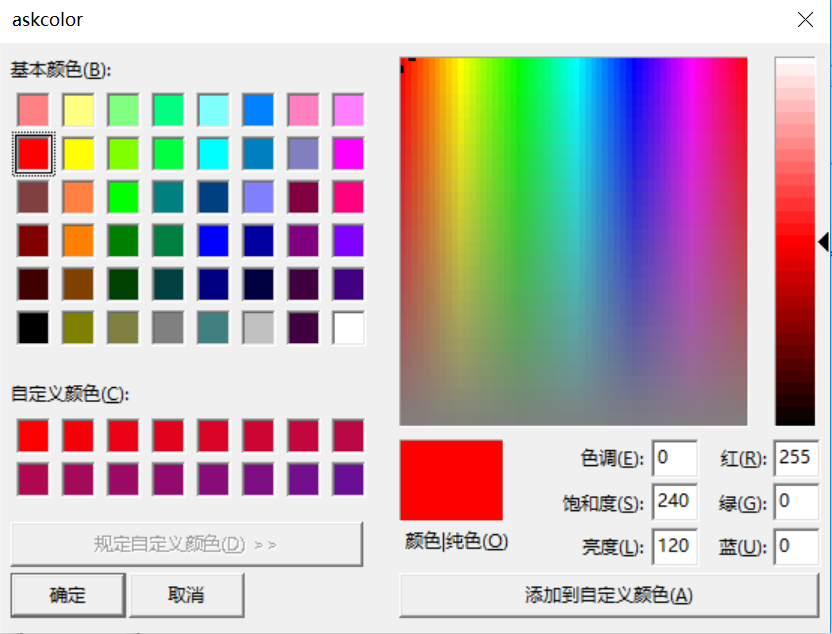 askcolor
基本颜色(B):
自定义颜色(C):
规定自定义颜色(D) >>
确定 取消
色调(E): 0 红(R): 255
饱和度(S): 240 绿(G): 0
颜色|纯色(O) 亮度(L): 120 蓝(U): 0
添加到自定义颜色(A)